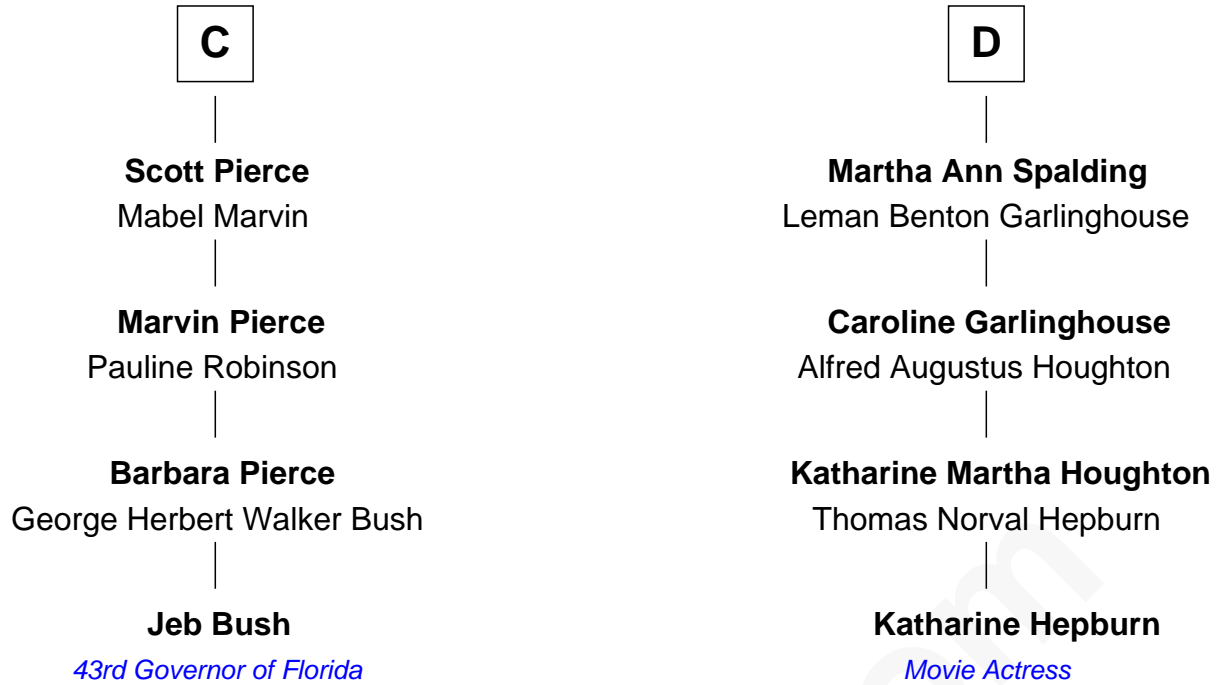 C
Scott Pierce
Mabel Marvin
Marvin Pierce
Pauline Robinson
Barbara Pierce
George Herbert Walker Bush
Jeb Bush
43rd Governor of Florida
D
Martha Ann Spalding
Leman Benton Garlinghouse
Caroline Garlinghouse
Alfred Augustus Houghton
Katharine Martha Houghton
Thomas Norval Hepburn
Katharine Hepburn
Movie Actress